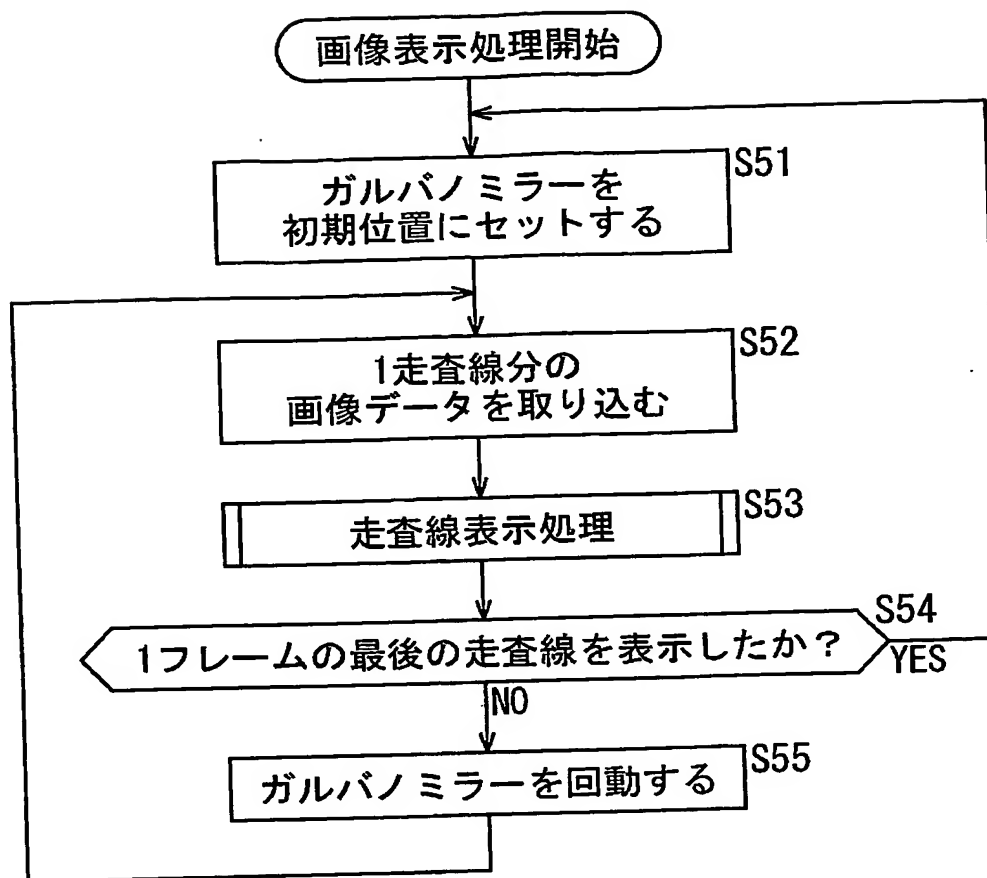 画像表示処理開始
S51
ガルバノミラーを
初期位置にセットする
S52
1走査線分の
画像データを取り込む
S53
走査線表示処理
S54
1フレームの最後の走査線を表示したか？
YES
NO
S55
ガルバノミラーを回動する